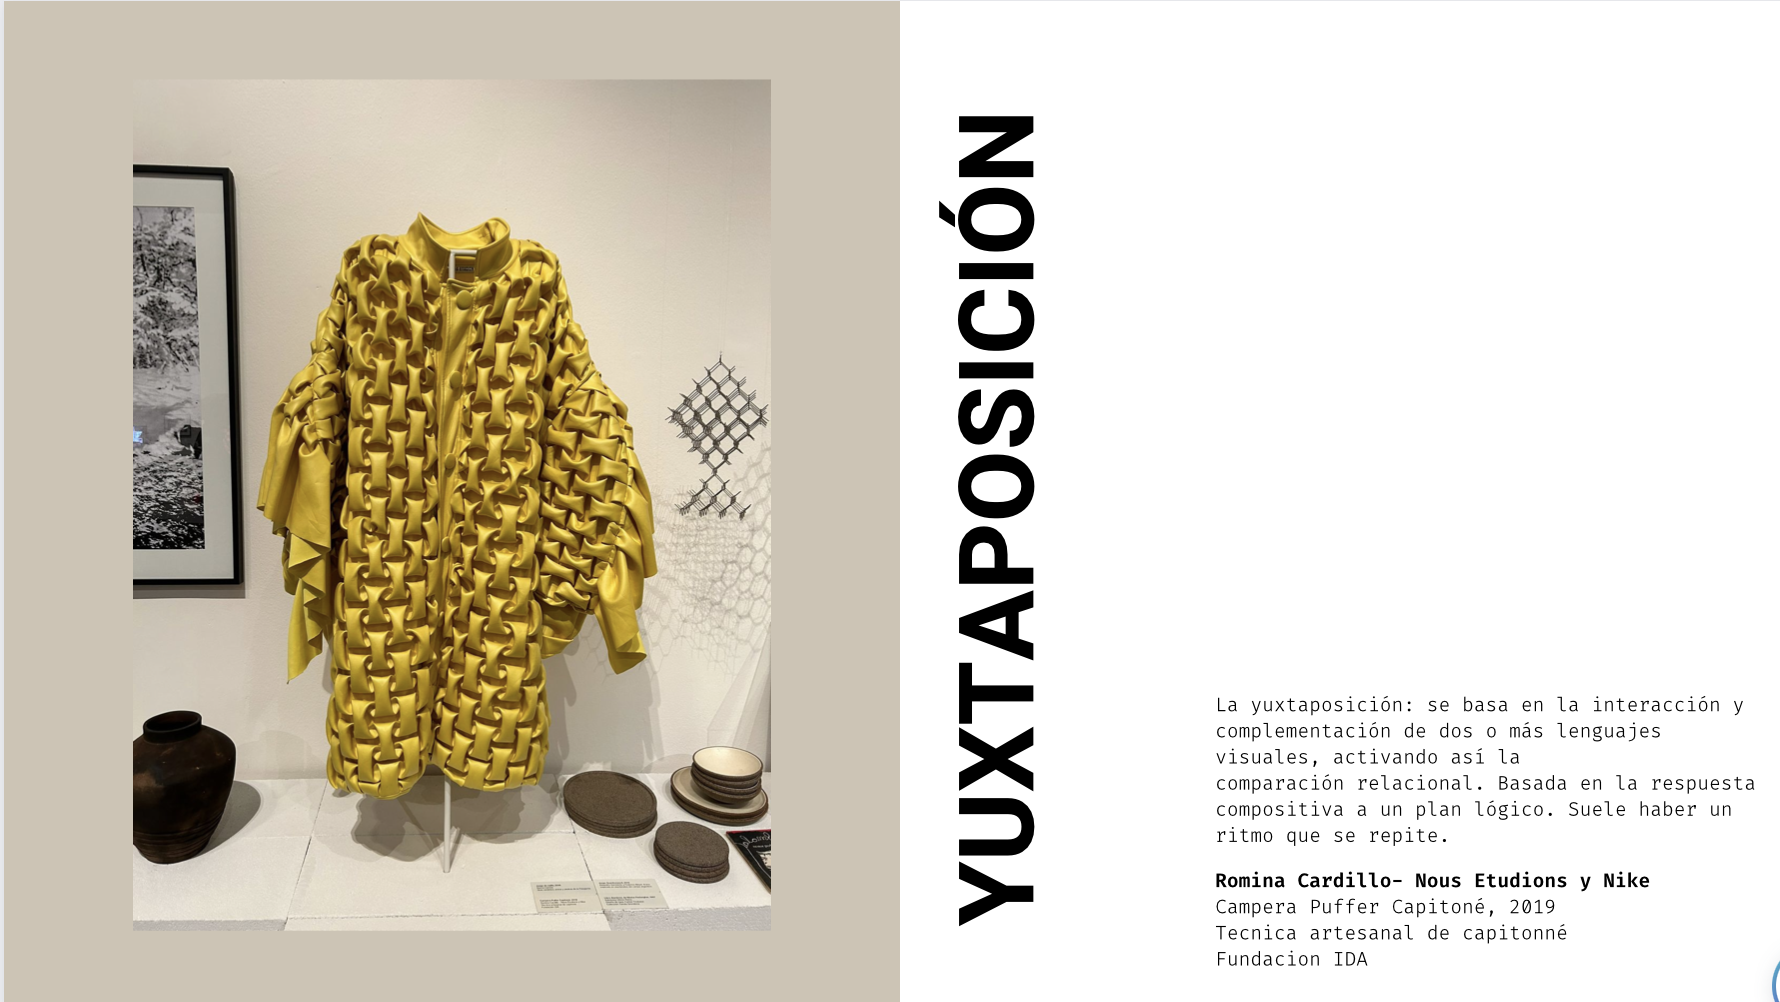 YUXTAPOSICIÓN
La yuxtaposición: se basa en la interacción y
complementación de dos o más lenguajes
visuales, activando así la
comparación relacional. Basada en la respuesta
compositiva a un plan lógico. Suele haber un
ritmo que se repite.
Romina Cardillo- Nous Etudions y Nike
Campera Puffer Capitoné, 2019
Tecnica artesanal de capitonné
Fundacion IDA